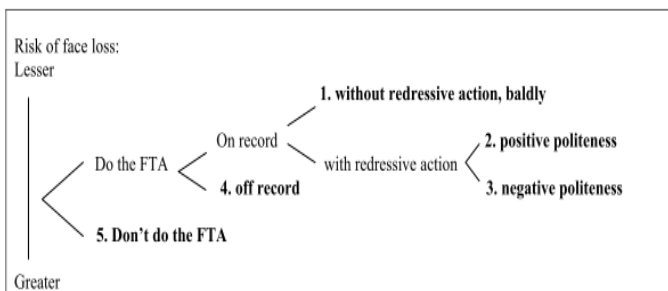 Risk of face loss:
Lesser
1. without redressive action, baldly
On record
2. positive politeness
Do the FTA
with redressive action
4. off record
3. negative politeness
5. Don't do the FTA
Greater